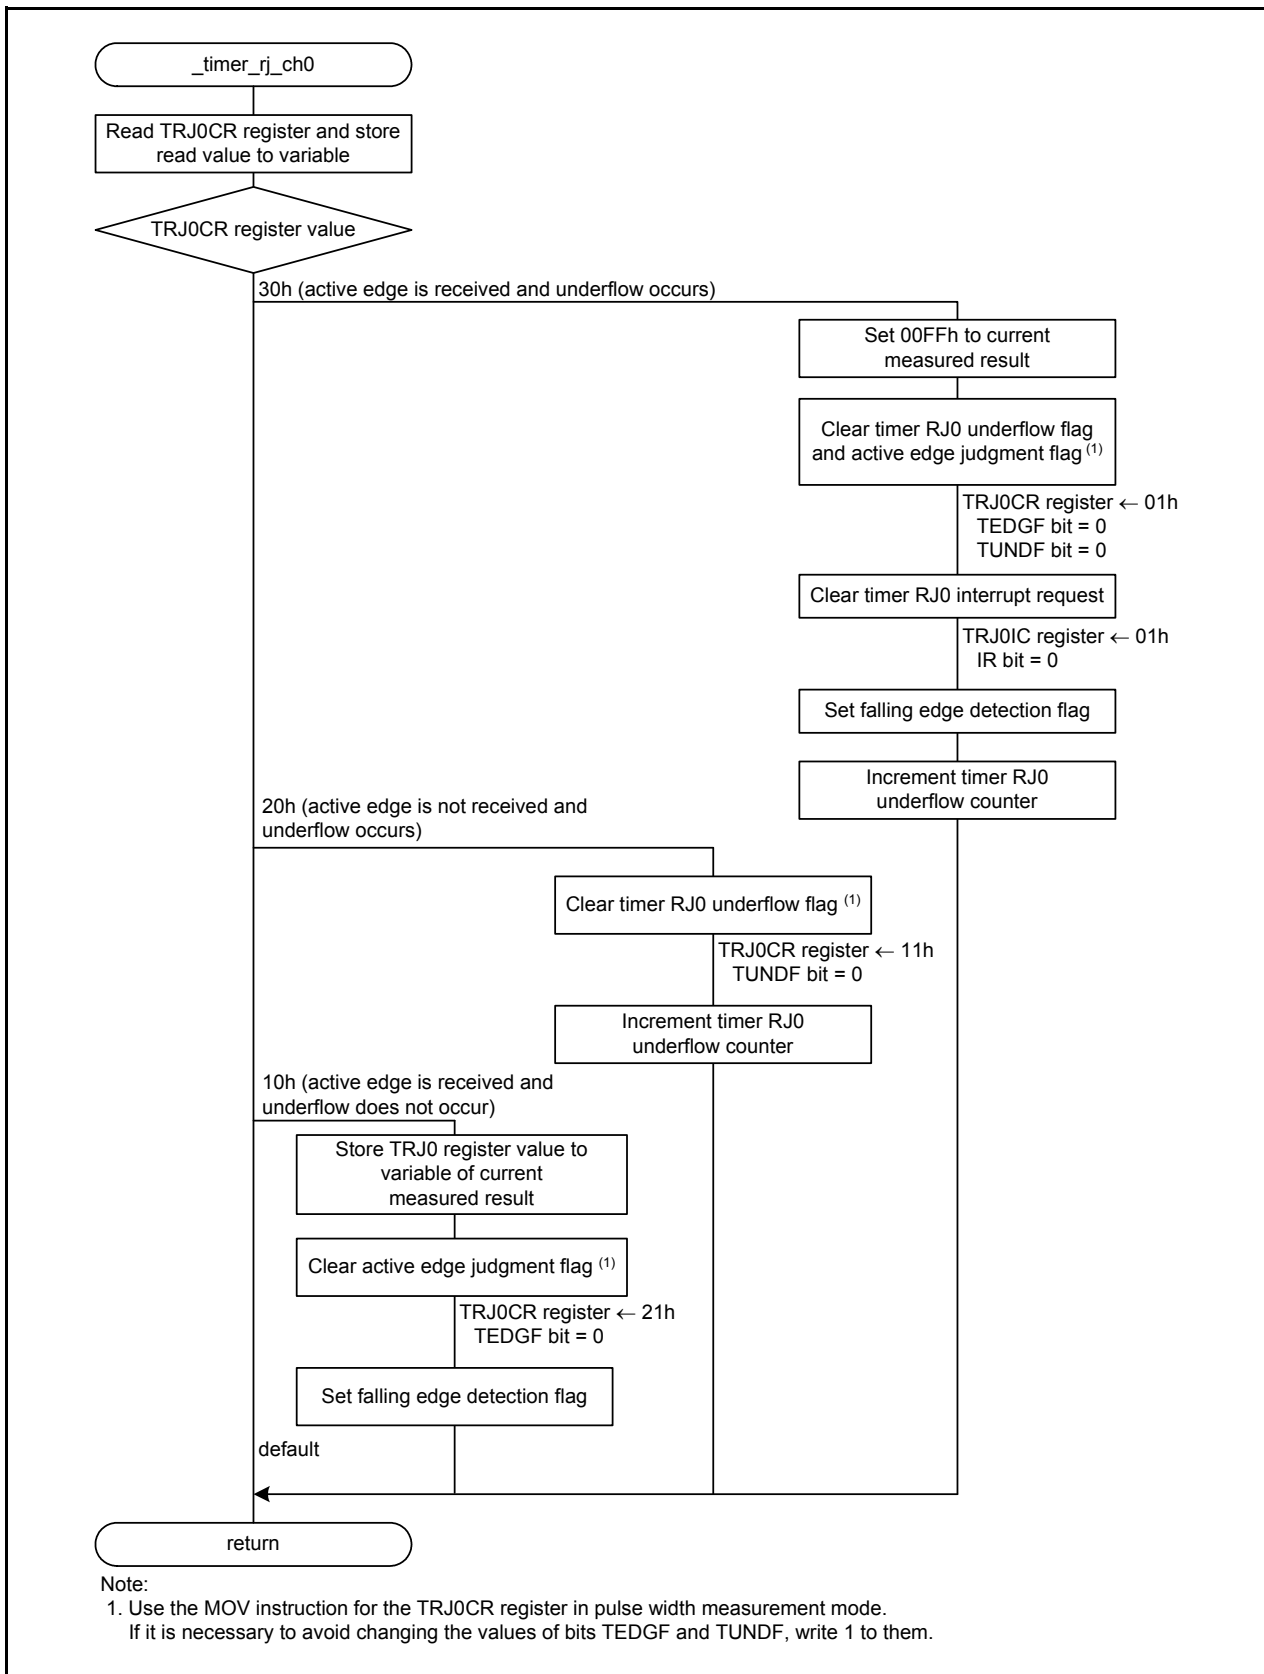 _timer_rj_ch0
Read TRJ0CR register and store
read value to variable
TRJ0CR register value
30h (active edge is received and underflow occurs)
Set 00FFh to current
measured result
Clear timer RJ0 underflow flag
and active edge judgment flag (1)
TRJ0CR register ← 01h
TEDGF bit = 0
TUNDF bit = 0
Clear timer RJ0 interrupt request
TRJ0IC register ← 01h
IR bit = 0
Set falling edge detection flag
Increment timer RJ0
underflow counter
20h (active edge is not received and
underflow occurs)
Clear timer RJ0 underflow flag (1)
TRJ0CR register ← 11h
TUNDF bit = 0
Increment timer RJ0
underflow counter
10h (active edge is received and
underflow does not occur)
Store TRJ0 register value to
variable of current
measured result
Clear active edge judgment flag (1)
TRJ0CR register ← 21h
TEDGF bit = 0
Set falling edge detection flag
default
return
Note:
1. Use the MOV instruction for the TRJ0CR register in pulse width measurement mode.
If it is necessary to avoid changing the values of bits TEDGF and TUNDF, write 1 to them.